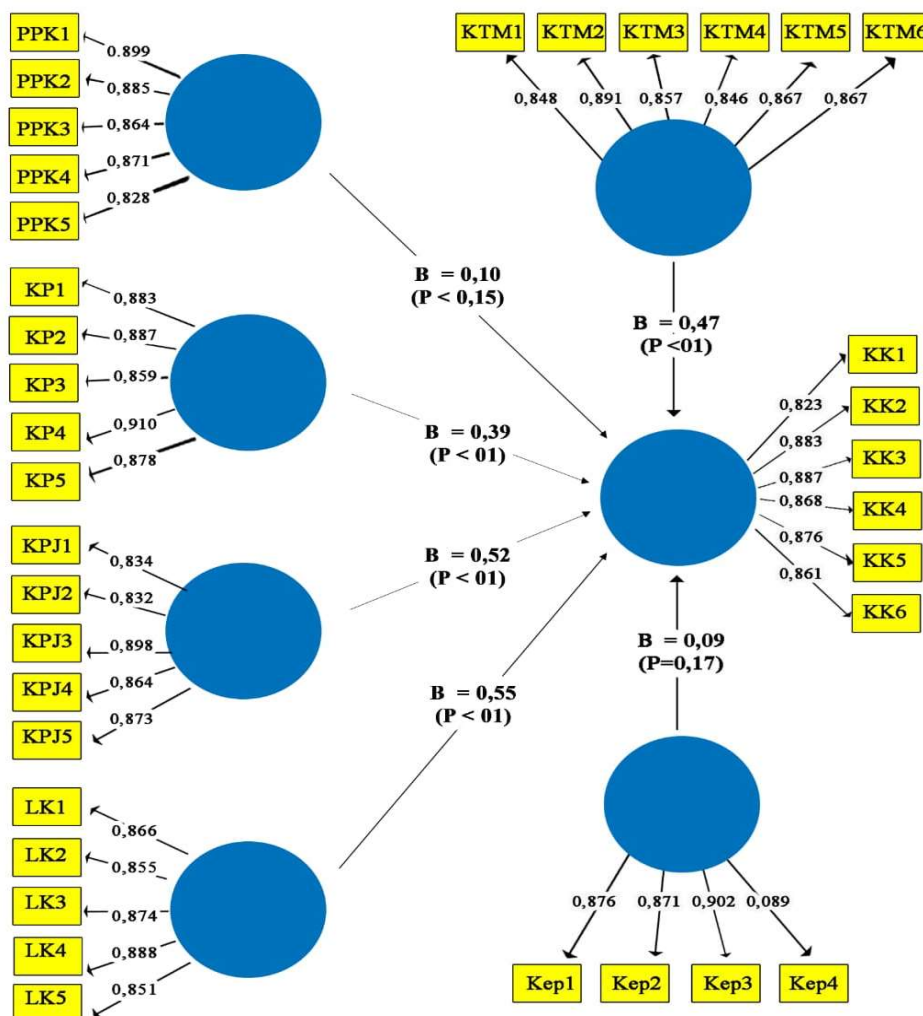 PPK1
0.899
PPK2
0,885
PPK3
0,864
PPK4
0,871
PPK5
0,828
KTM1
KTM2
KTM3
KTM4
KTM5
KTM6
0,848
0,891
0,857
0,846
0,867
0,867
B = 0,10
(P < 0,15)
B = 0,47
(P <01)
KP1
0,883
KP2
0,887
KP3
0,859
KP4
0,910
KP5
0,878
B = 0,39
(P < 01)
KK1
0,823
KK2
0,883
KK3
0,887
0,868
KK4
0,876
KK5
0,861
KK6
KPJ1
0,834
KPJ2
0,832
KPJ3
0,898
KPJ4
0,864
KPJ5
0,873
B = 0,52
(P < 01)
B = 0,09
(P=0,17)
B = 0,55
(P < 01)
LK1
0,866
LK2
0,855
LK3
0,874
LK4
0,888
LK5
0,851
0,876
0,871
0,902
0,089
Kep1
Kep2
Kep3
Kep4